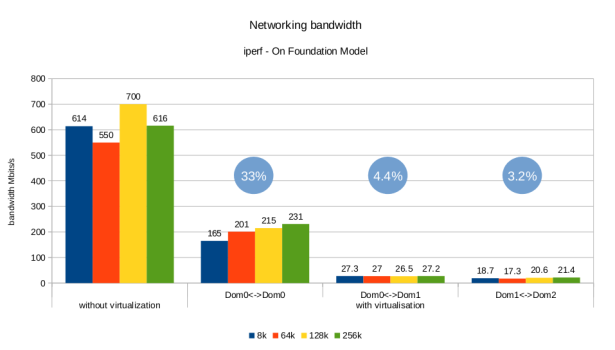 Networking bandwidth
iperf - On Foundation Model
bandwidth Mbits/s
800
700
600
500
400
300
200
100
0
614
550
700
616
33%
4.4%
3.2%
165
201
215
231
27.3
27
26.5
27.2
18.7
17.3
20.6
21.4
Dom0<->Dom0
Dom0<->Dom1
Dom1<->Dom2
without virtualization
with virtualisation
8k
64k
128k
256k